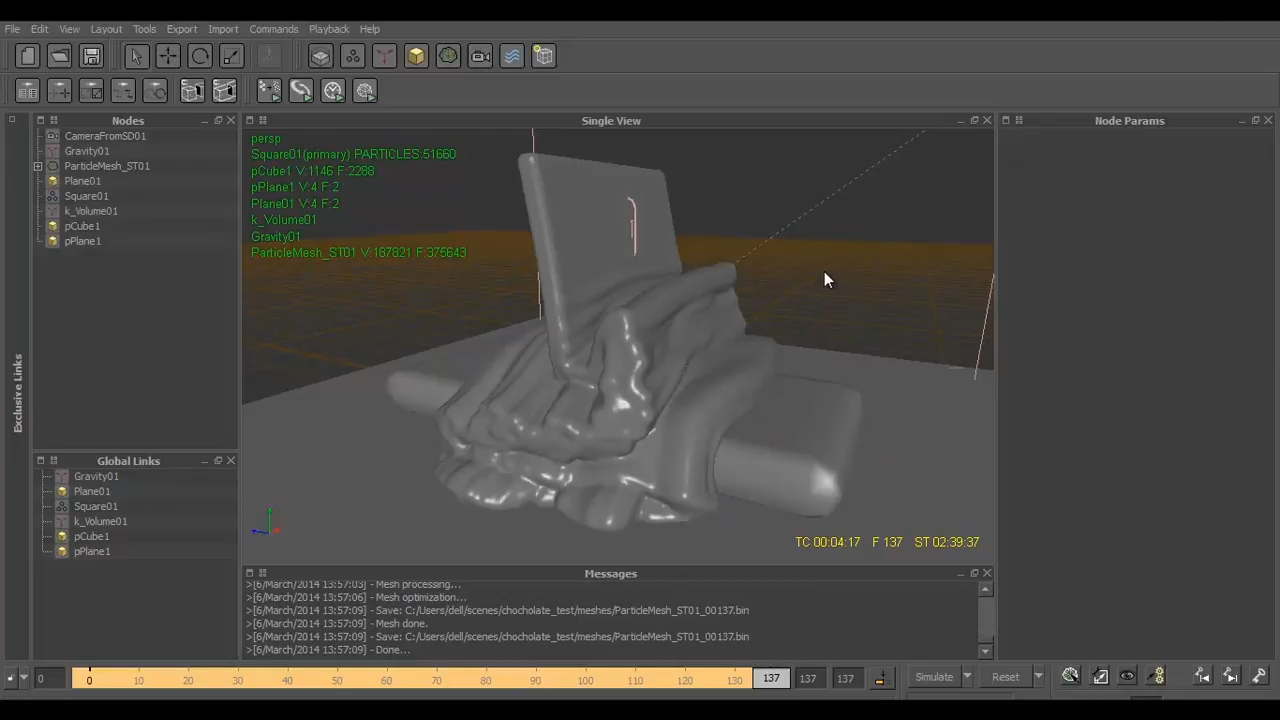 File Edit View Layout Tools Export Import Commands Playback Help
Nodes
CameraFromSD01
Gravity01
ParticleMesh_ST01
Plane01
Square01
k_Volume01
pCube1
pPlane1
Exclusive Links
Global Links
Gravity01
Plane01
Square01
k_Volume01
pCube1
pPlane1
Single View
persp
Square01(primary) PARTICLES:51660
pCube1 V:1146 F:2288
pPlane1 V:4 F:2
Plane01 V:4 F:2
k_Volume01
Gravity01
ParticleMesh_ST01 V:187821 F:375643
TC 00:04:17 F 137 ST 02:39:37
Node Params
Messages
>[6/March/2014 13:57:03] - Mesh processing...
>[6/March/2014 13:57:06] - Mesh optimization...
>[6/March/2014 13:57:09] - Save: C:/Users/dell/scenes/chocholate_test/meshes/ParticleMesh_ST01_00137.bin
>[6/March/2014 13:57:09] - Mesh done.
>[6/March/2014 13:57:09] - Save: C:/Users/dell/scenes/chocholate_test/meshes/ParticleMesh_ST01_00137.bin
>[6/March/2014 13:57:09] - Done...
0 0 10 20 30 40 50 60 70 80 90 100 110 120 130 137 137 137 Simulate Reset